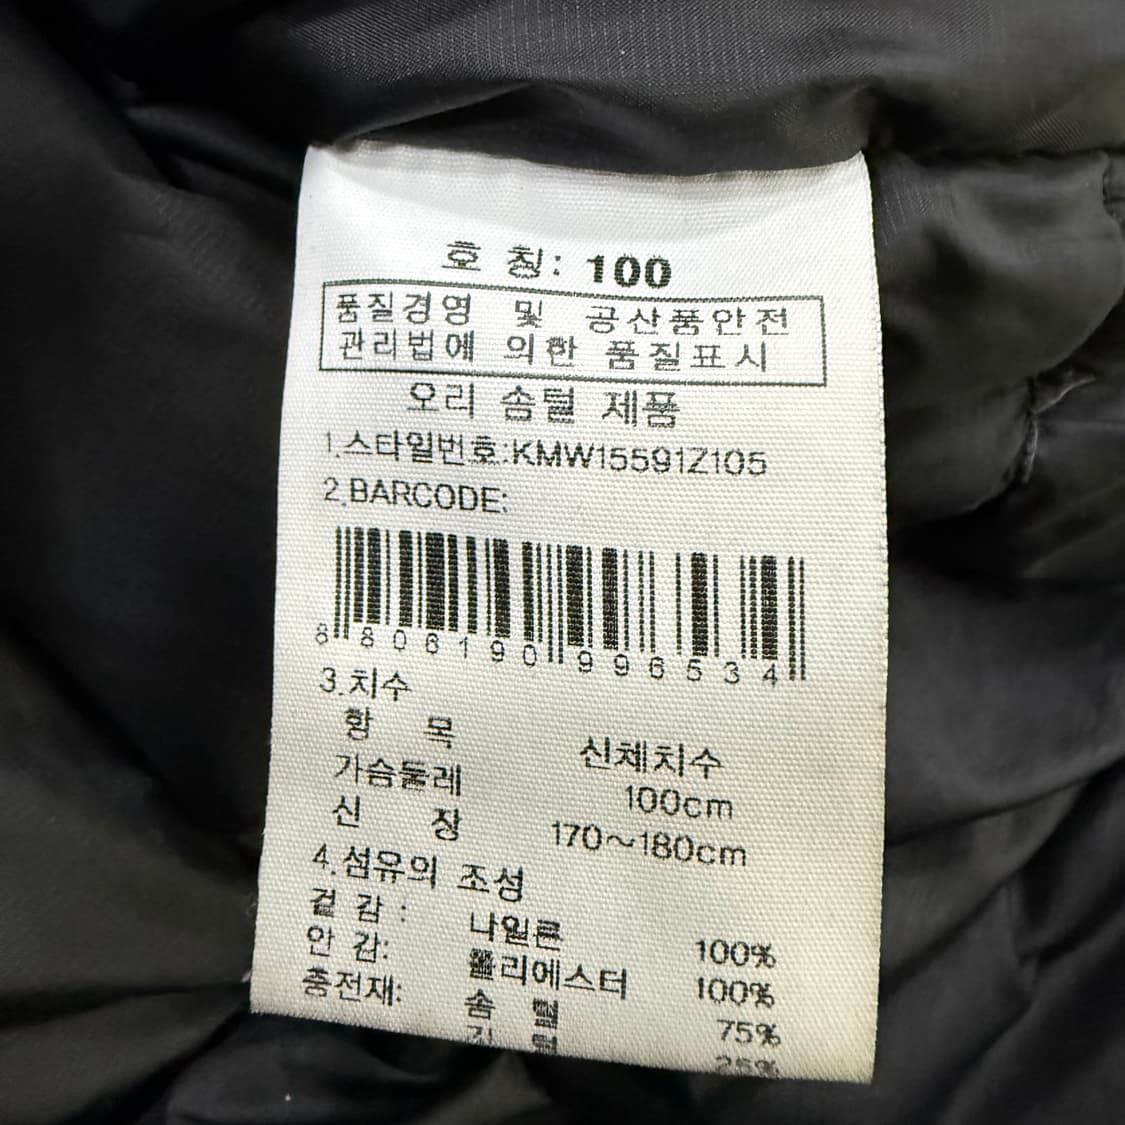 호 칭: 100
품질경영 및 공산품안전
관리법에 의한 품질표시
오리 솜털 제품
1.스타일번호:KMW15591Z105
2.BARCODE:
8 806190 996534
3.치수
항 목 신체치수
가슴둘레 100cm
신 장 170~180cm
4.섬유의 조성
겉 감: 나일론 100%
안 감: 폴리에스터 100%
충전재: 솜 털 75%
깃 털 25%